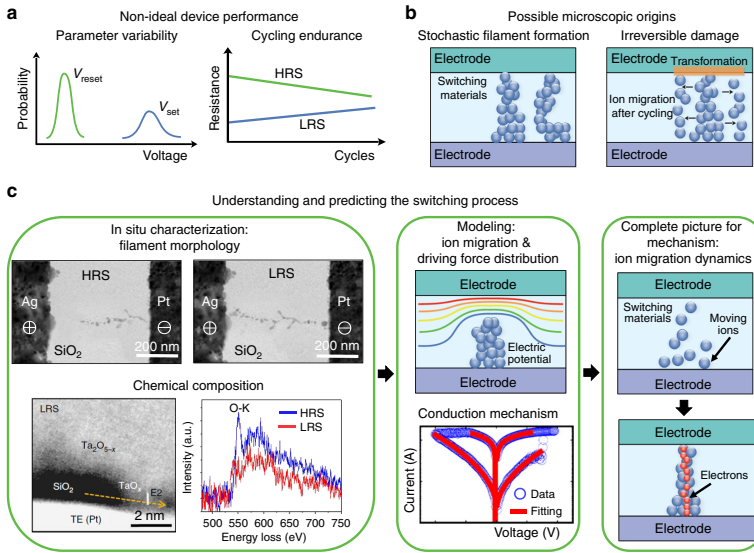 a
Non-ideal device performance
Parameter variability
Cycling endurance
Probability
V_reset
V_set
Voltage
Resistance
HRS
LRS
Cycles
b
Possible microscopic origins
Stochastic filament formation
Irreversible damage
Electrode
Switching
materials
Electrode
Electrode
Transformation
Ion migration
after cycling
Electrode
c
Understanding and predicting the switching process
In situ characterization:
filament morphology
HRS
Ag
⊕
Pt
⊖
SiO₂
200 nm
LRS
Ag
⊕
Pt
⊖
SiO₂
200 nm
Chemical composition
LRS
Ta₂O₅₋ₓ
SiO₂
TaOₓ
E2
TE (Pt)
2 nm
O-K
HRS
LRS
Intensity (a.u.)
500 550 600 650 700 750
Energy loss (eV)
Modeling:
ion migration &
driving force distribution
Electrode
Electric
potential
Electrode
Conduction mechanism
Current (A)
Data
Fitting
Voltage (V)
Complete picture for
mechanism:
ion migration dynamics
Electrode
Switching
materials
Moving
ions
Electrode
Electrode
Electrons
Electrode